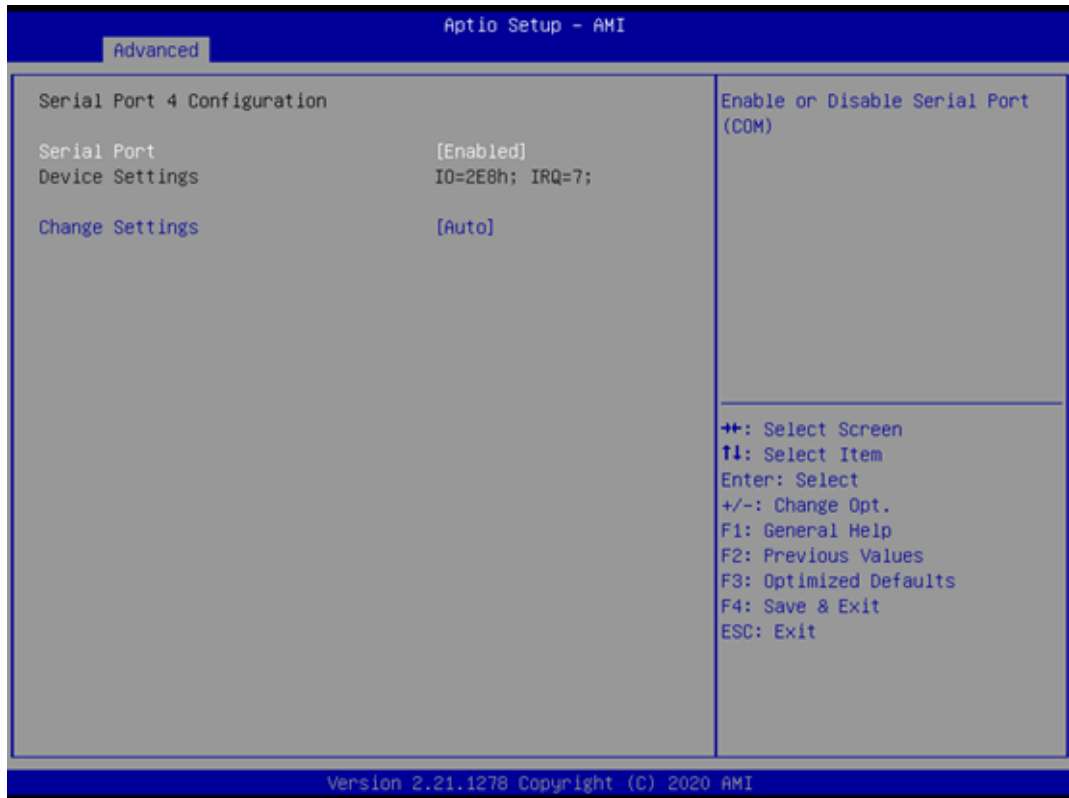 Aptio Setup – AMI
Advanced
Serial Port 4 Configuration
Serial Port [Enabled]
Device Settings IO=2E8h; IRQ=7;
Change Settings [Auto]
Enable or Disable Serial Port
(COM)
→←: Select Screen
↑↓: Select Item
Enter: Select
+/-: Change Opt.
F1: General Help
F2: Previous Values
F3: Optimized Defaults
F4: Save & Exit
ESC: Exit
Version 2.21.1278 Copyright (C) 2020 AMI